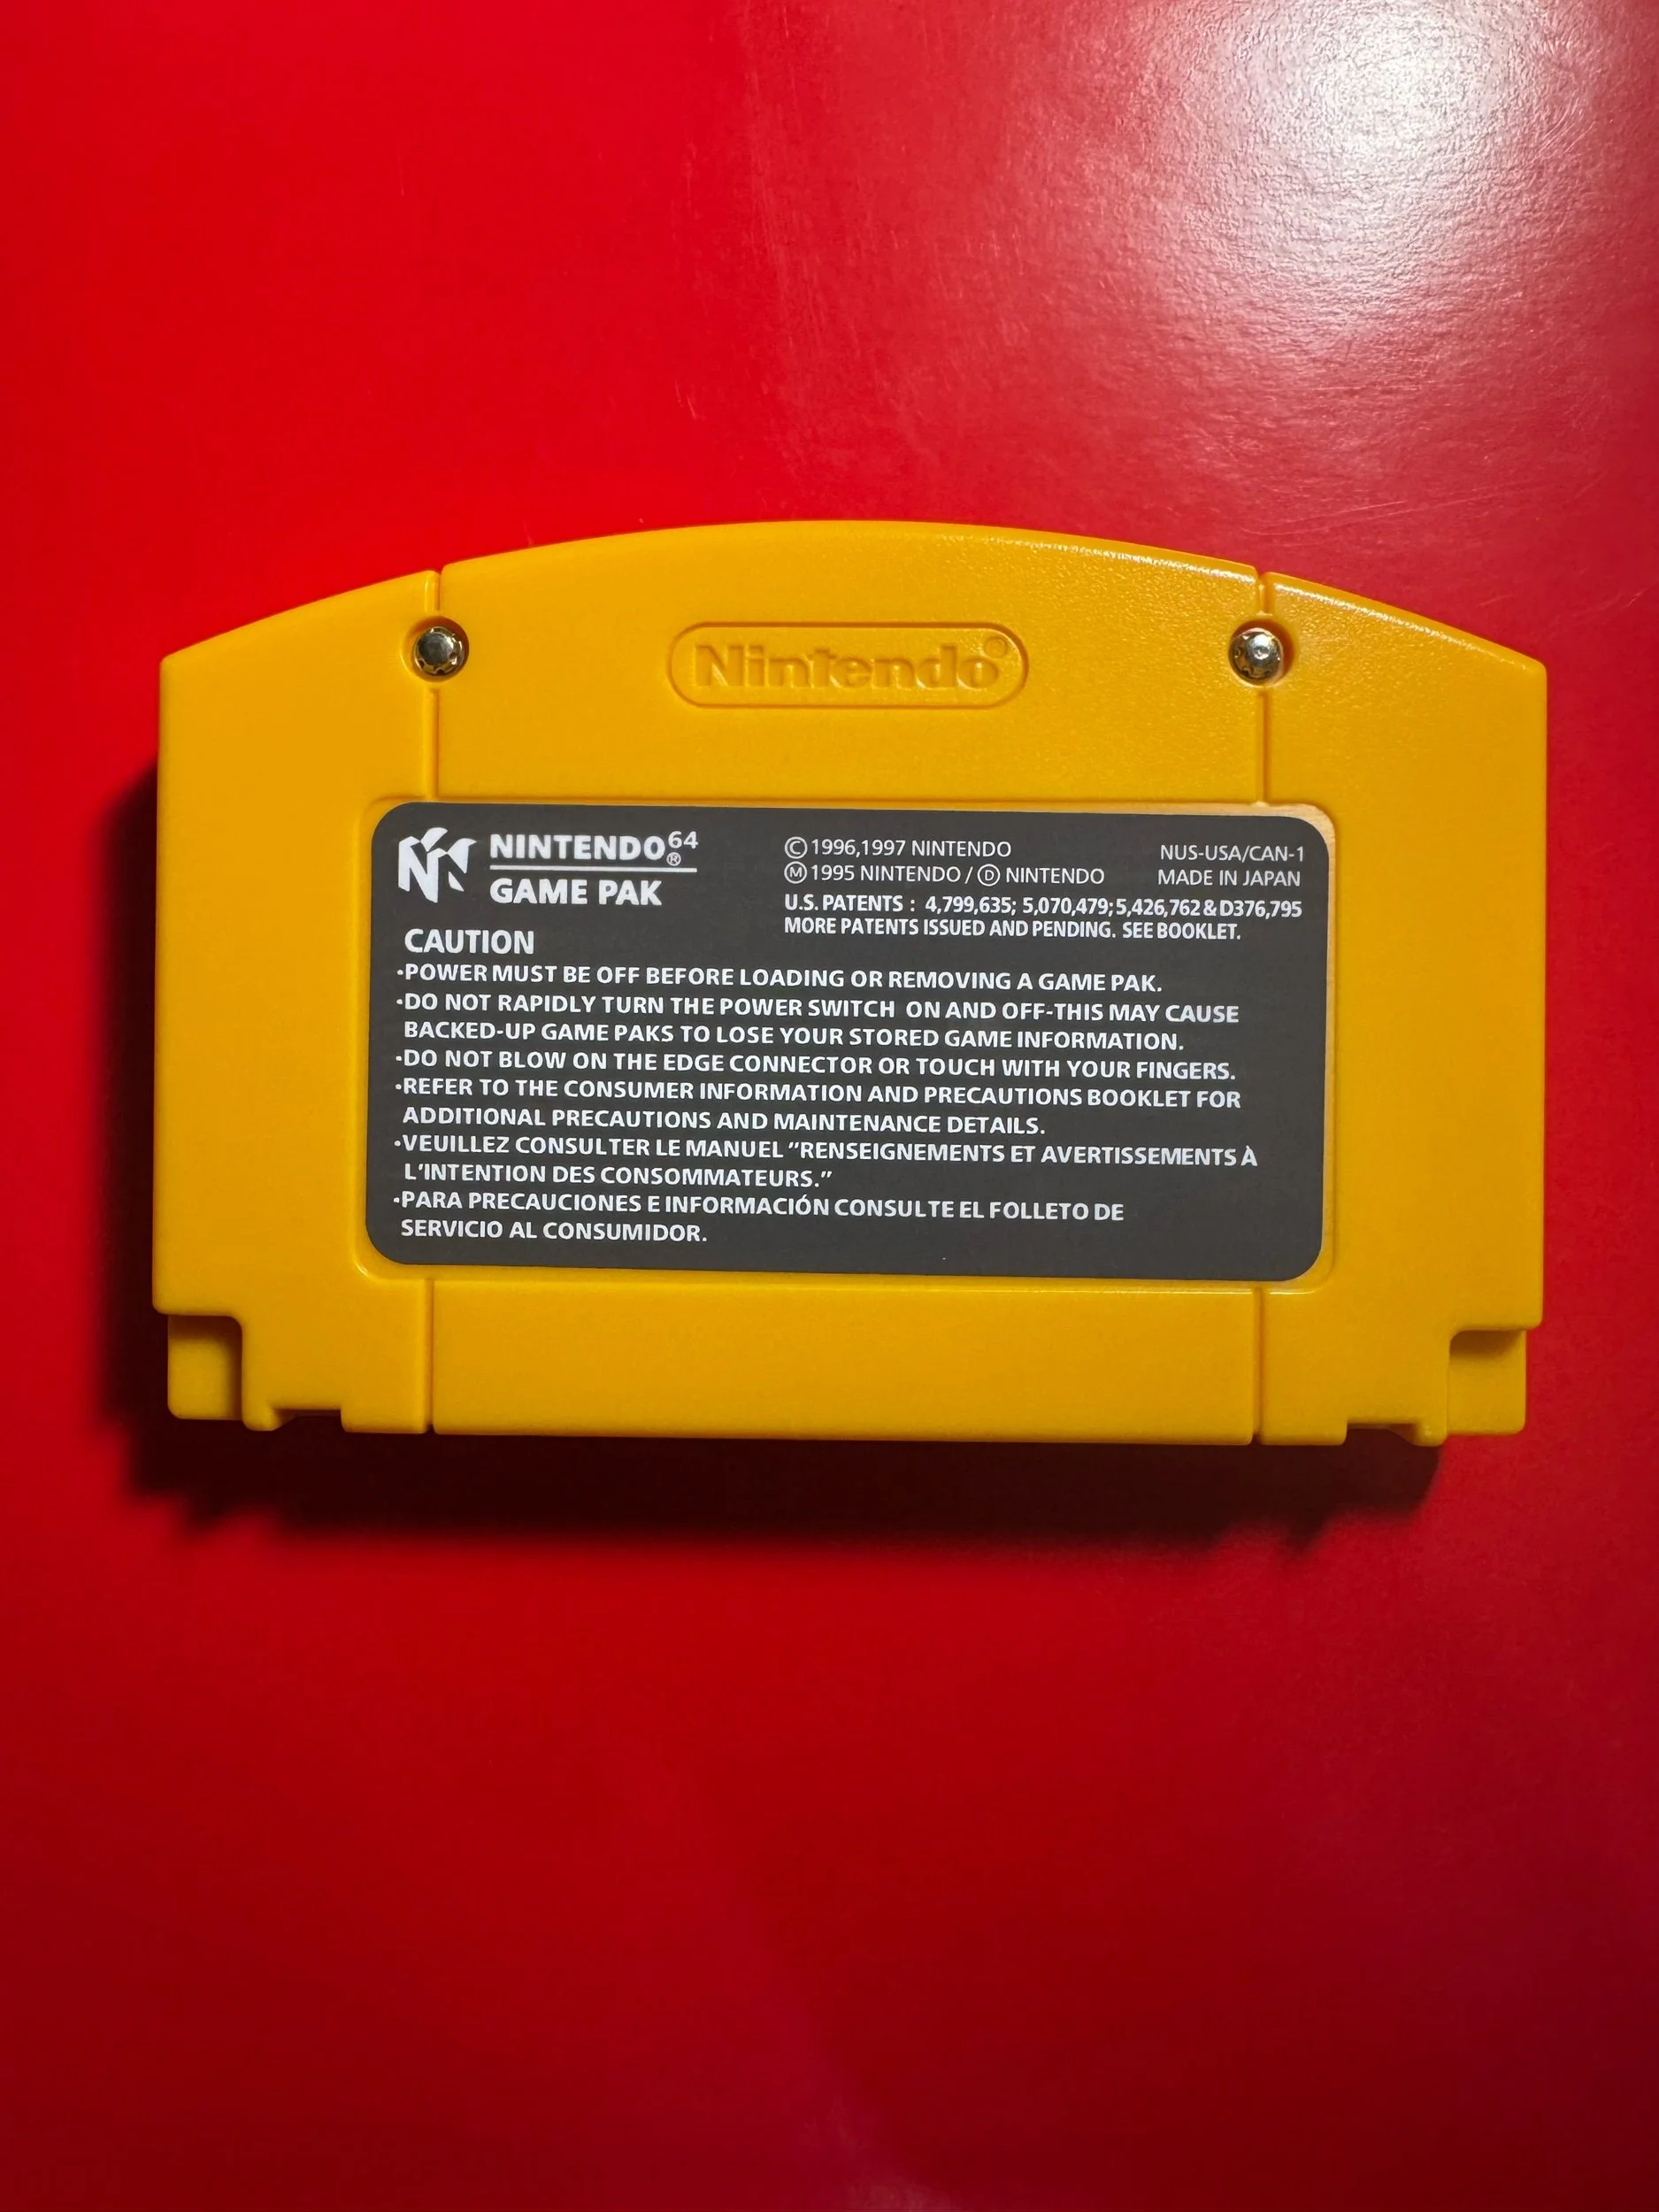 Nintendo®
NINTENDO64®
GAME PAK
Ⓒ1996,1997 NINTENDO
Ⓜ1995 NINTENDO / Ⓓ NINTENDO
NUS-USA/CAN-1
MADE IN JAPAN
U.S. PATENTS : 4,799,635; 5,070,479;5,426,762 & D376,795
MORE PATENTS ISSUED AND PENDING. SEE BOOKLET.
CAUTION
·POWER MUST BE OFF BEFORE LOADING OR REMOVING A GAME PAK.
·DO NOT RAPIDLY TURN THE POWER SWITCH ON AND OFF-THIS MAY CAUSE
BACKED-UP GAME PAKS TO LOSE YOUR STORED GAME INFORMATION.
·DO NOT BLOW ON THE EDGE CONNECTOR OR TOUCH WITH YOUR FINGERS.
·REFER TO THE CONSUMER INFORMATION AND PRECAUTIONS BOOKLET FOR
ADDITIONAL PRECAUTIONS AND MAINTENANCE DETAILS.
·VEUILLEZ CONSULTER LE MANUEL "RENSEIGNEMENTS ET AVERTISSEMENTS À
L'INTENTION DES CONSOMMATEURS."
·PARA PRECAUCIONES E INFORMACIÓN CONSULTE EL FOLLETO DE
SERVICIO AL CONSUMIDOR.